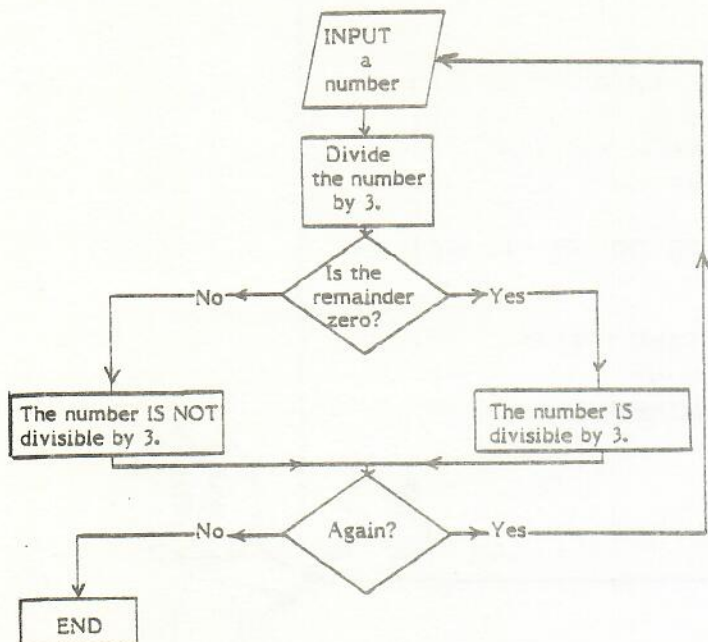 INPUT
a
number
Divide
the number
by 3.
Is the
remainder
zero?
No
Yes
The number IS NOT
divisible by 3.
The number IS
divisible by 3.
Again?
No
Yes
END